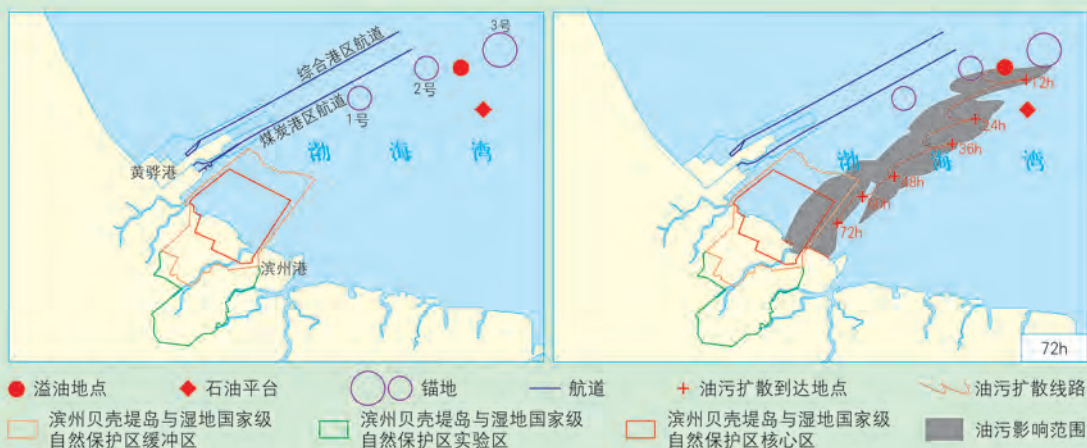 3号
综合港区航道
2号
煤炭港区航道
1号
渤海湾
黄骅港
滨州港
12h
24h
36h
渤海湾
48h
60h
72h
72h
溢油地点
石油平台
锚地
航道
油污扩散到达地点
油污扩散线路
滨州贝壳堤岛与湿地国家级
自然保护区缓冲区
滨州贝壳堤岛与湿地国家级
自然保护区实验区
滨州贝壳堤岛与湿地国家级
自然保护区核心区
油污影响范围